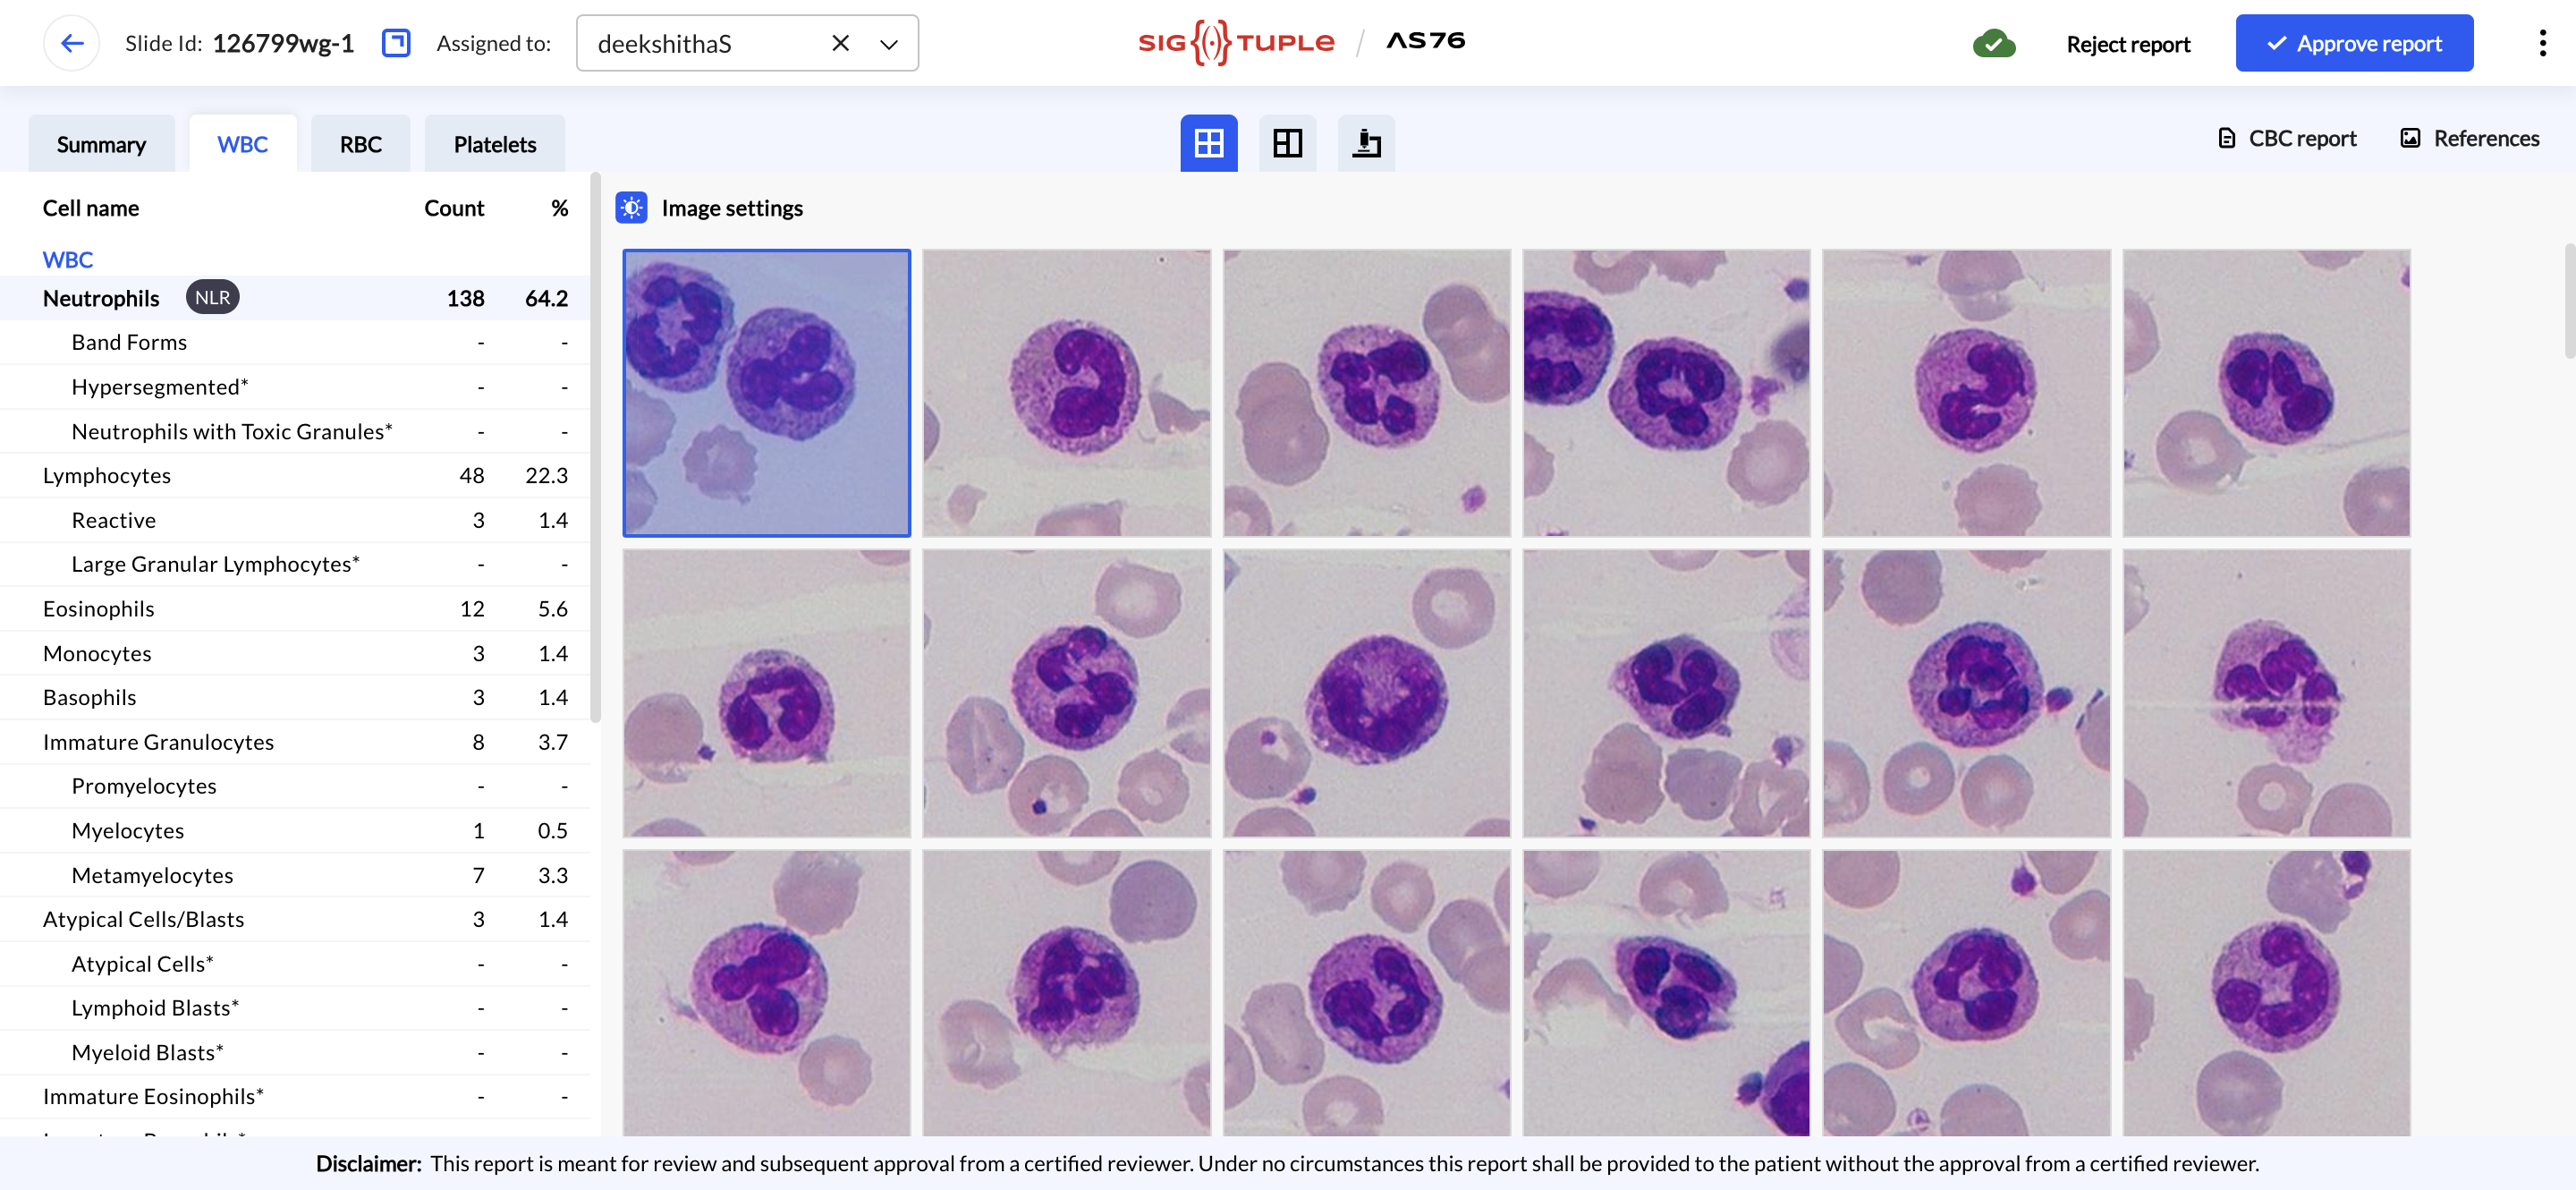 Slide Id: 126799wg-1 Assigned to: deekshithaS SIGTUPLE / AS76 Reject report Approve report
Summary WBC RBC Platelets CBC report References
Cell name Count %
Image settings
WBC
Neutrophils NLR 138 64.2
Band Forms - -
Hypersegmented* - -
Neutrophils with Toxic Granules* - -
Lymphocytes 48 22.3
Reactive 3 1.4
Large Granular Lymphocytes* - -
Eosinophils 12 5.6
Monocytes 3 1.4
Basophils 3 1.4
Immature Granulocytes 8 3.7
Promyelocytes - -
Myelocytes 1 0.5
Metamyelocytes 7 3.3
Atypical Cells/Blasts 3 1.4
Atypical Cells* - -
Lymphoid Blasts* - -
Myeloid Blasts* - -
Immature Eosinophils* - -
Disclaimer: This report is meant for review and subsequent approval from a certified reviewer. Under no circumstances this report shall be provided to the patient without the approval from a certified reviewer.